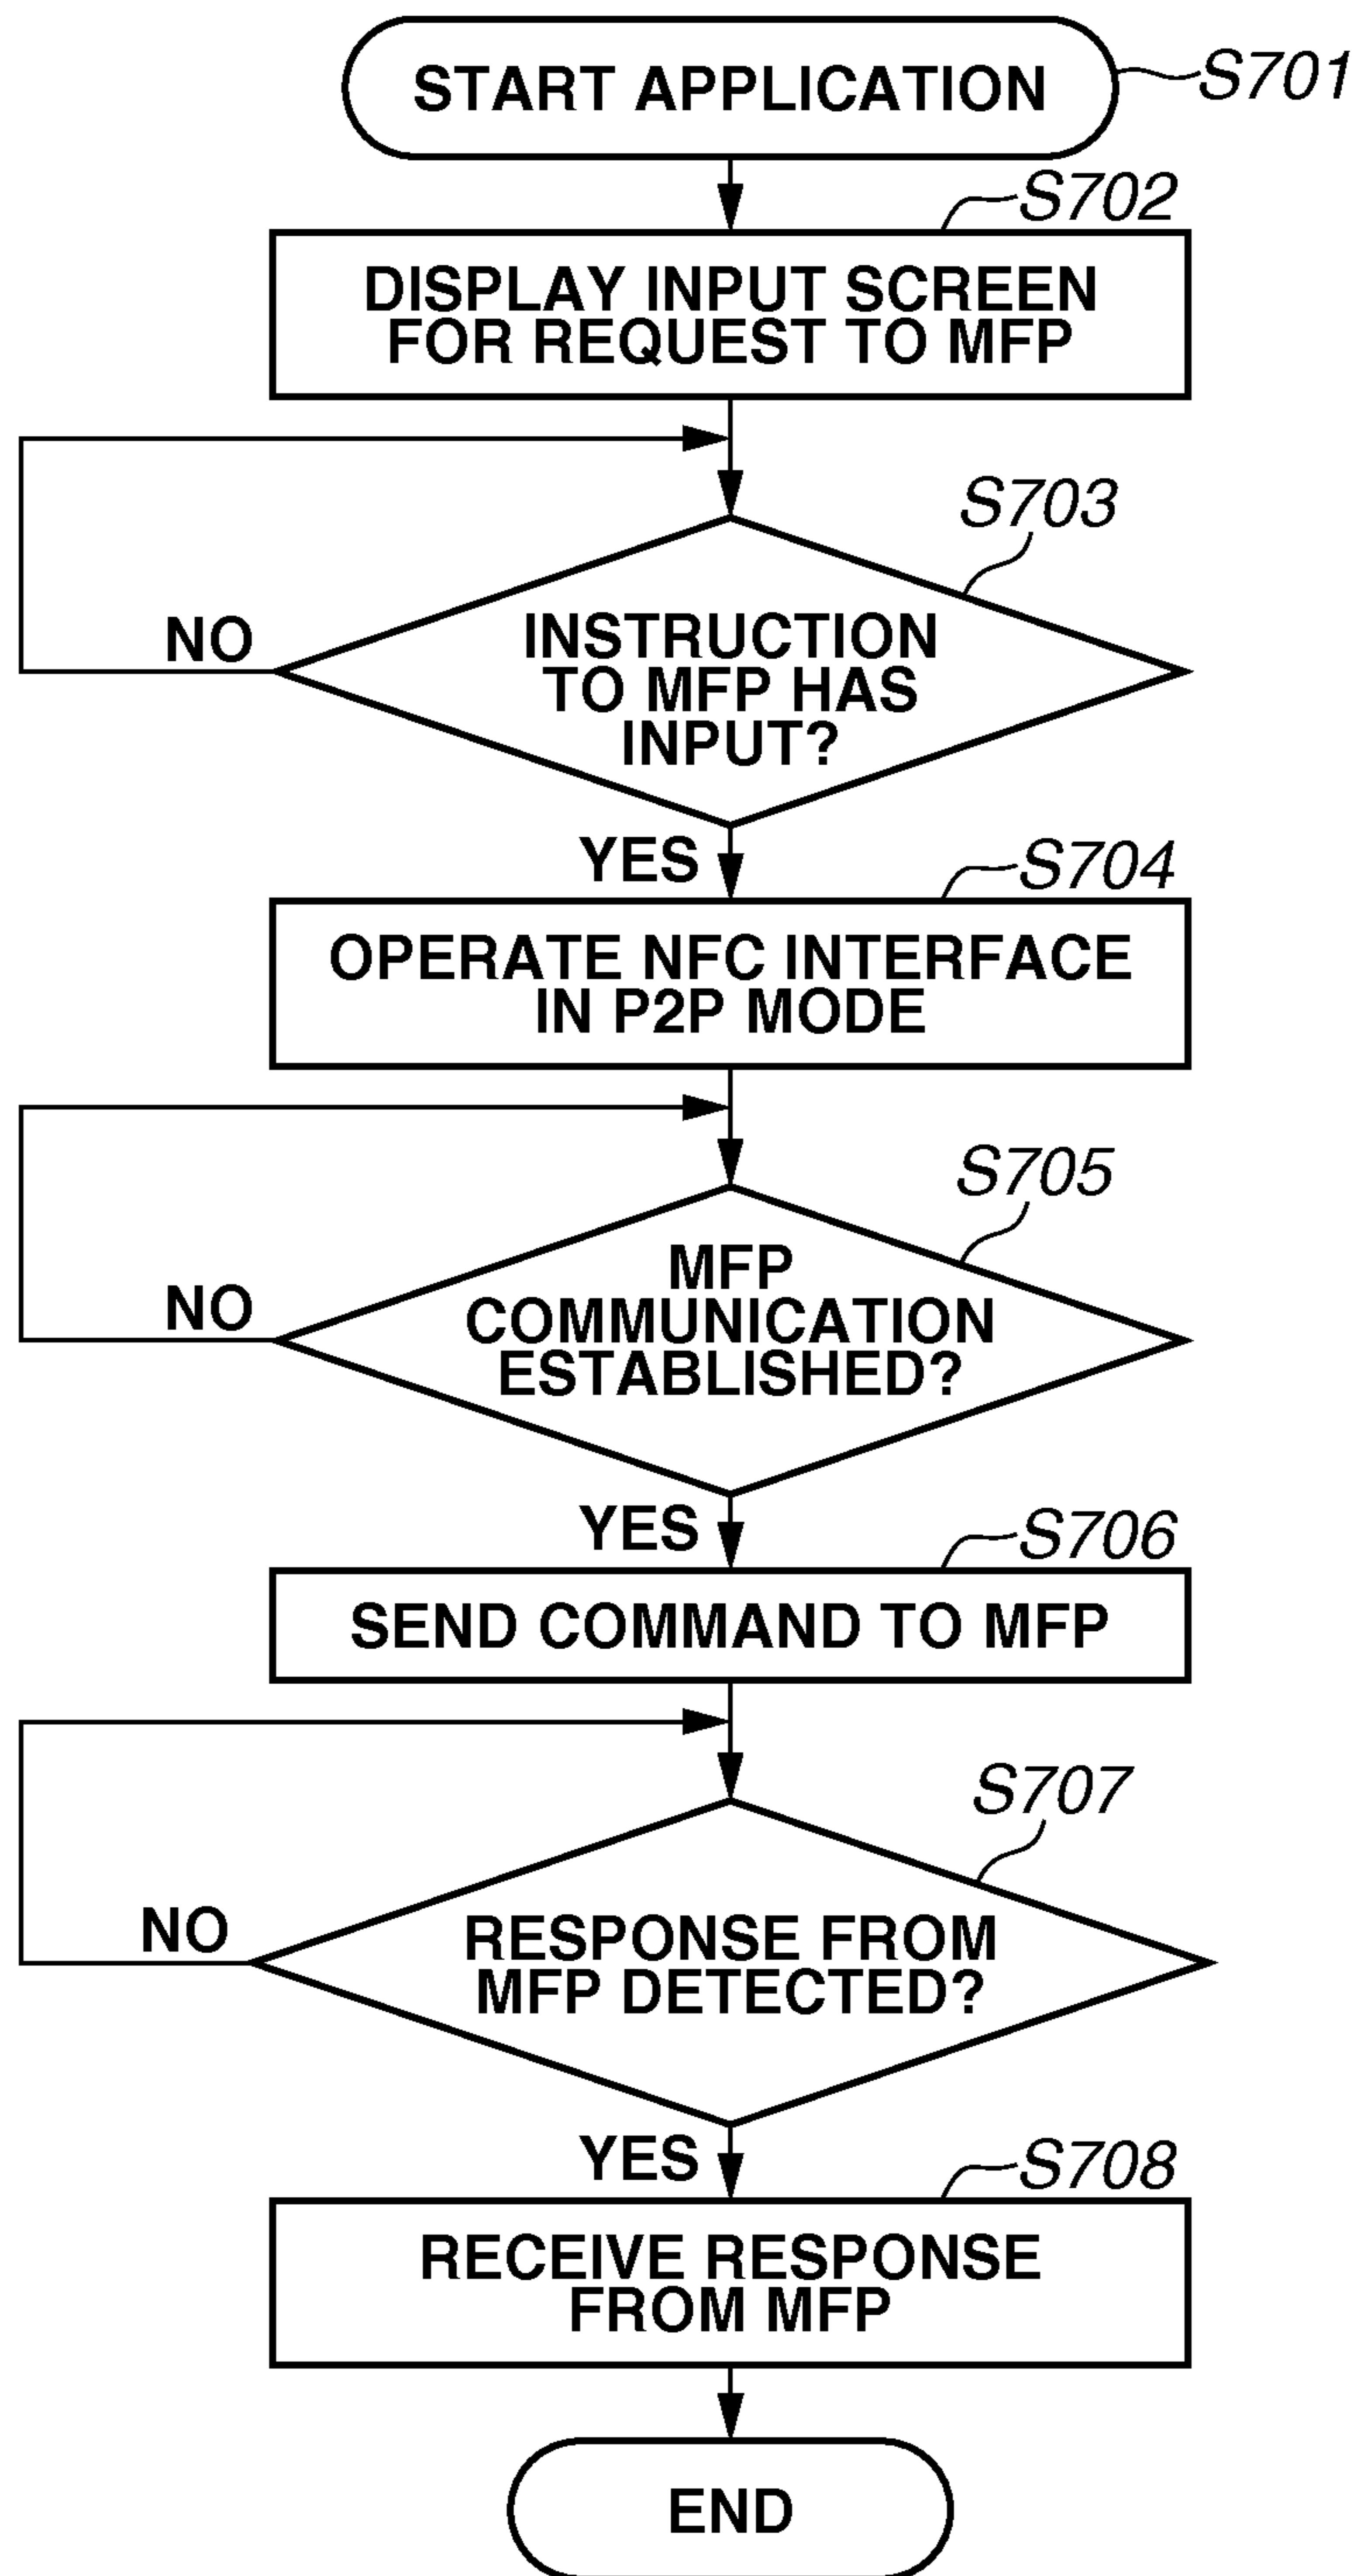 START APPLICATION
S701
S702
DISPLAY INPUT SCREEN
FOR REQUEST TO MFP
S703
INSTRUCTION
TO MFP HAS
INPUT?
NO
YES
S704
OPERATE NFC INTERFACE
IN P2P MODE
S705
MFP
COMMUNICATION
ESTABLISHED?
NO
YES
S706
SEND COMMAND TO MFP
S707
RESPONSE FROM
MFP DETECTED?
NO
YES
S708
RECEIVE RESPONSE
FROM MFP
END